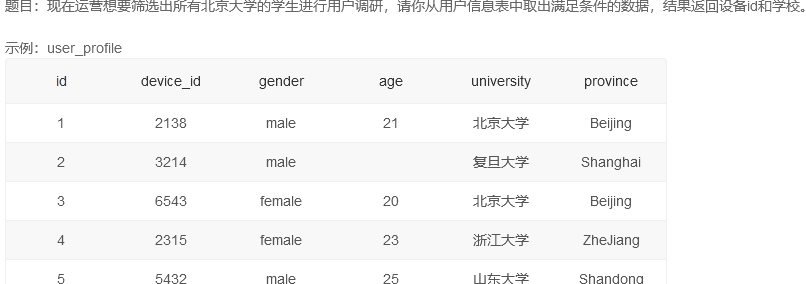 题目：现在运营想要筛选出所有北京大学的学生进行用户调研，请你从用户信息表中取出满足条件的数据，结果返回设备id和学校。
示例：user_profile
id device_id gender age university province
1 2138 male 21 北京大学 Beijing
2 3214 male 复旦大学 Shanghai
3 6543 female 20 北京大学 Beijing
4 2315 female 23 浙江大学 ZheJiang
5 5432 male 25 山东大学 Shandong